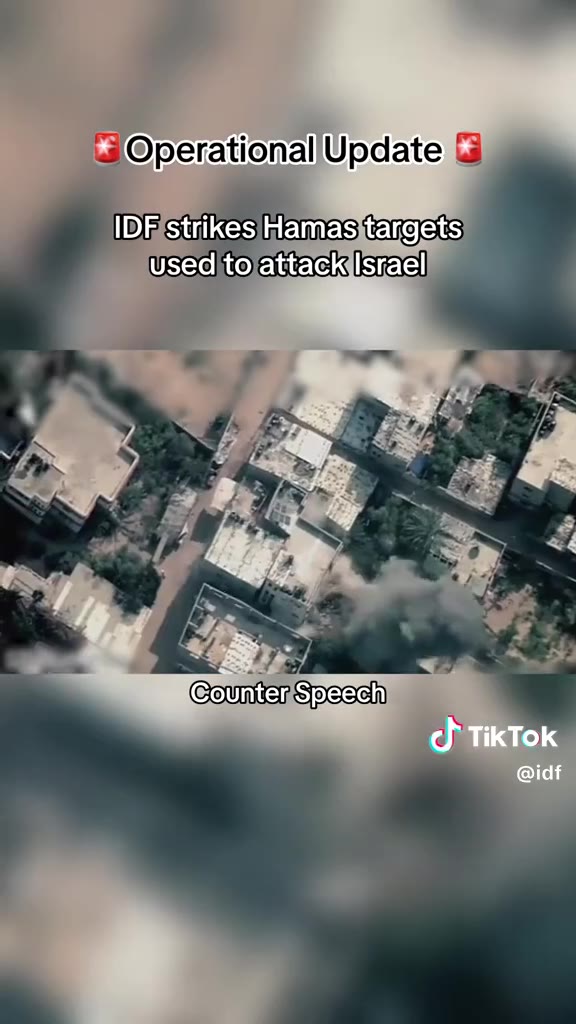 🚨Operational Update🚨
IDF strikes Hamas targets
used to attack Israel
Counter Speech
TikTok
@idf